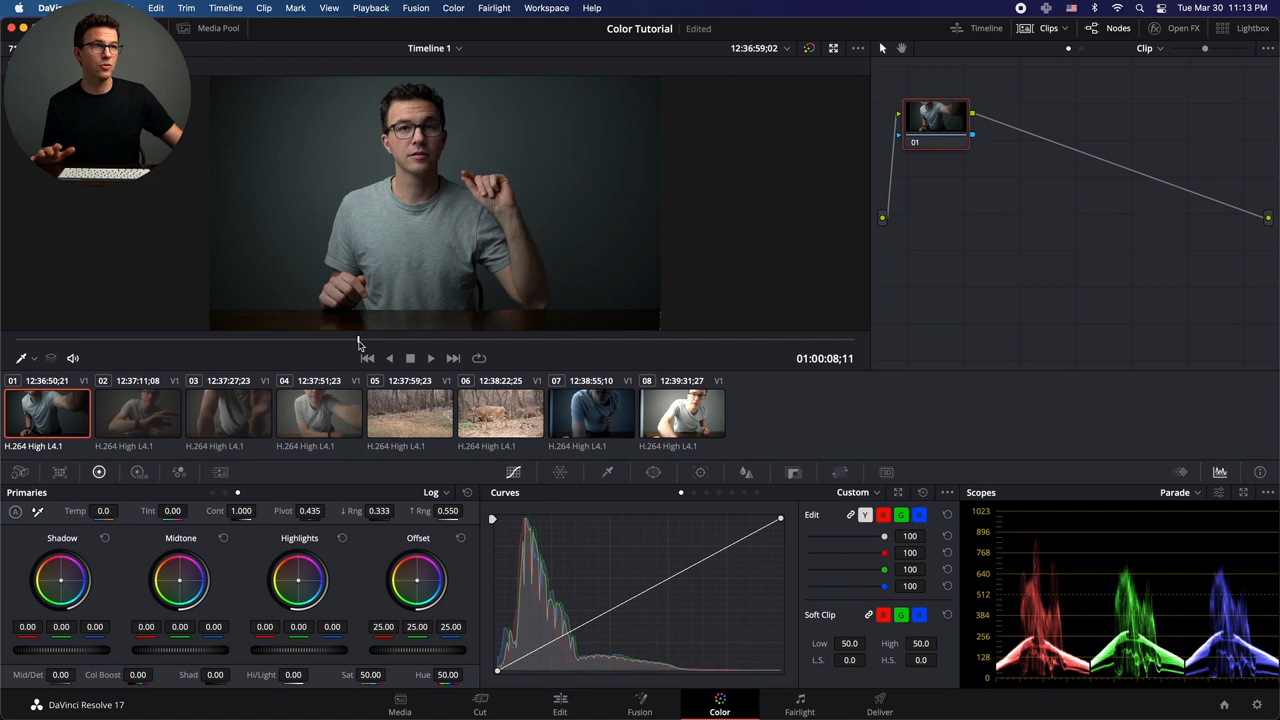 DaV Edit Trim Timeline Clip Mark View Playback Fusion Color Fairlight Workspace Help Tue Mar 30 11:13 PM
Media Pool Color Tutorial Edited Timeline Clips Nodes Open FX Lightbox
Timeline 1 12:36:59;02 Clip
01
01:00:08;11
01 12:36:50;21 V1 02 12:37:11;08 V1 03 12:37:27;23 V1 04 12:37:51;23 V1 05 12:37:59;23 V1 06 12:38:22;25 V1 07 12:38:55;10 V1 08 12:39:31;27 V1
H.264 High L4.1 H.264 High L4.1 H.264 High L4.1 H.264 High L4.1 H.264 High L4.1 H.264 High L4.1 H.264 High L4.1 H.264 High L4.1
Primaries Log Curves Custom Scopes Parade
A Temp 0.0 Tint 0.00 Cont 1.000 Pivot 0.435 ↓ Rng 0.333 ↑ Rng 0.550
Shadow Midtone Highlights Offset
0.00 0.00 0.00 0.00 0.00 0.00 0.00 0.00 0.00 25.00 25.00 25.00
Mid/Det 0.00 Col Boost 0.00 Shad 0.00 Hi/Light 0.00 Sat 50.00 Hue 50.00
Edit Y R G B
100
100
100
100
Soft Clip R G B
Low 50.0 High 50.0
L.S. 0.0 H.S. 0.0
1023
896
768
640
512
384
256
128
0
DaVinci Resolve 17 Media Cut Edit Fusion Color Fairlight Deliver